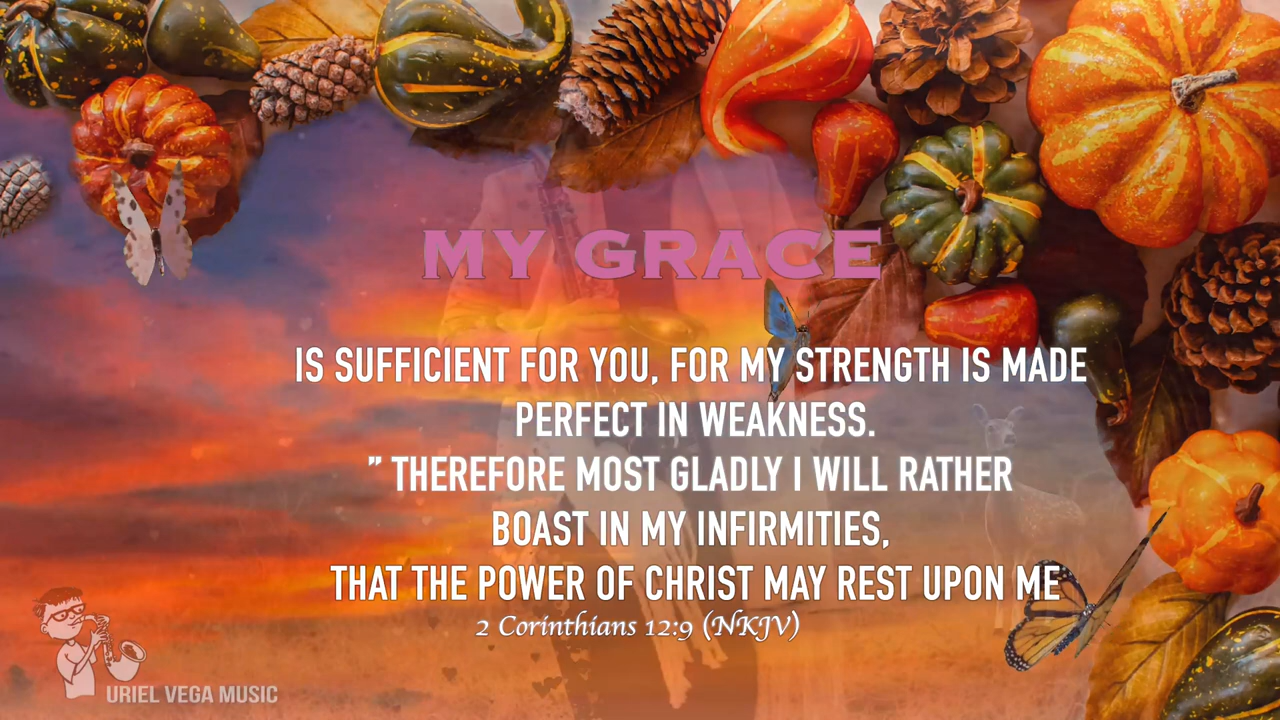 MY GRACE
IS SUFFICIENT FOR YOU, FOR MY STRENGTH IS MADE
PERFECT IN WEAKNESS.
” THEREFORE MOST GLADLY I WILL RATHER
BOAST IN MY INFIRMITIES,
THAT THE POWER OF CHRIST MAY REST UPON ME
2 Corinthians 12:9 (NKJV)
URIEL VEGA MUSIC